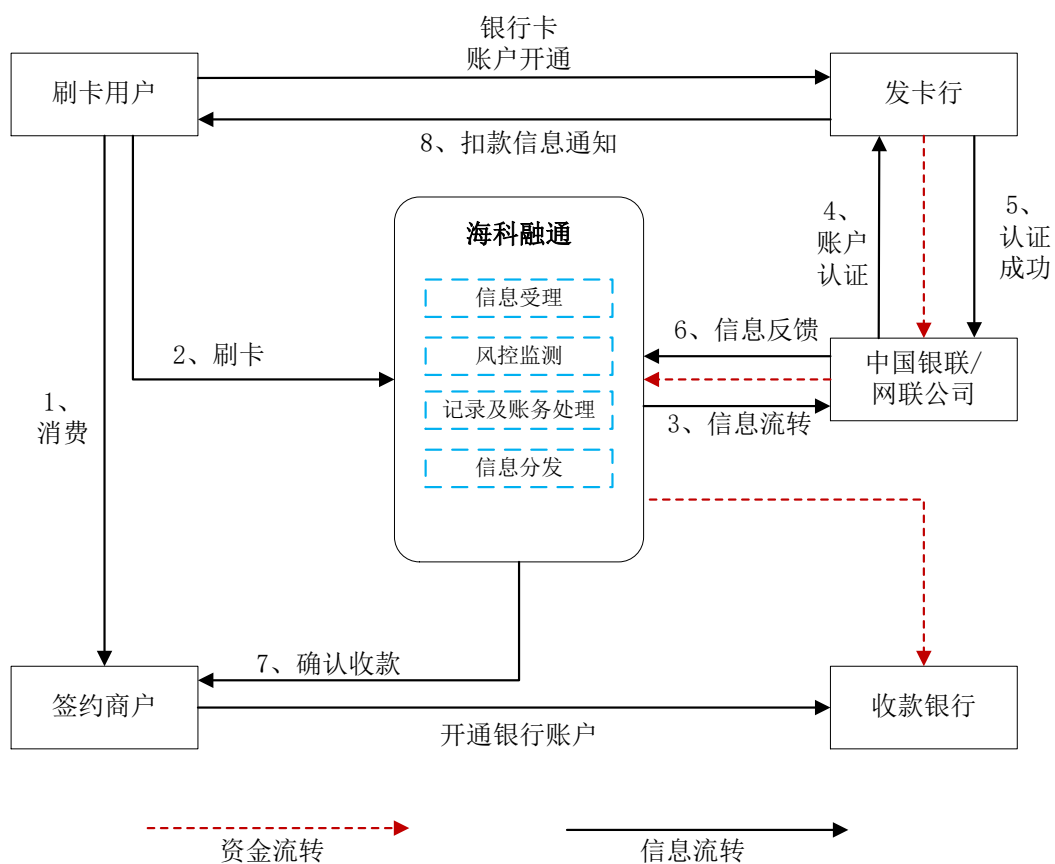 银行卡
账户开通
刷卡用户
发卡行
8、扣款信息通知
4、
账户
认证
5、
认证
成功
海科融通
信息受理
风控监测
记录及账务处理
信息分发
2、刷卡
6、信息反馈
中国银联/
网联公司
3、信息流转
1、
消费
7、确认收款
签约商户
收款银行
开通银行账户
资金流转
信息流转